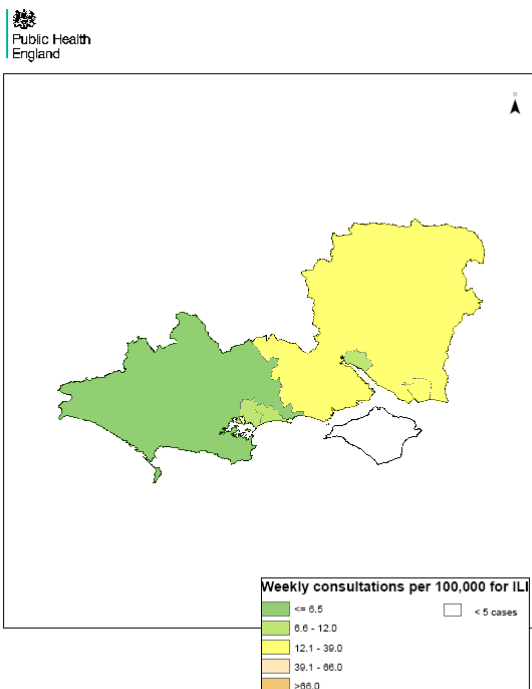 Public Health
England
N
Weekly consultations per 100,000 for ILI
<= 6.5
< 5 cases
6.6 - 12.0
12.1 - 39.0
39.1 - 66.0
>66.0